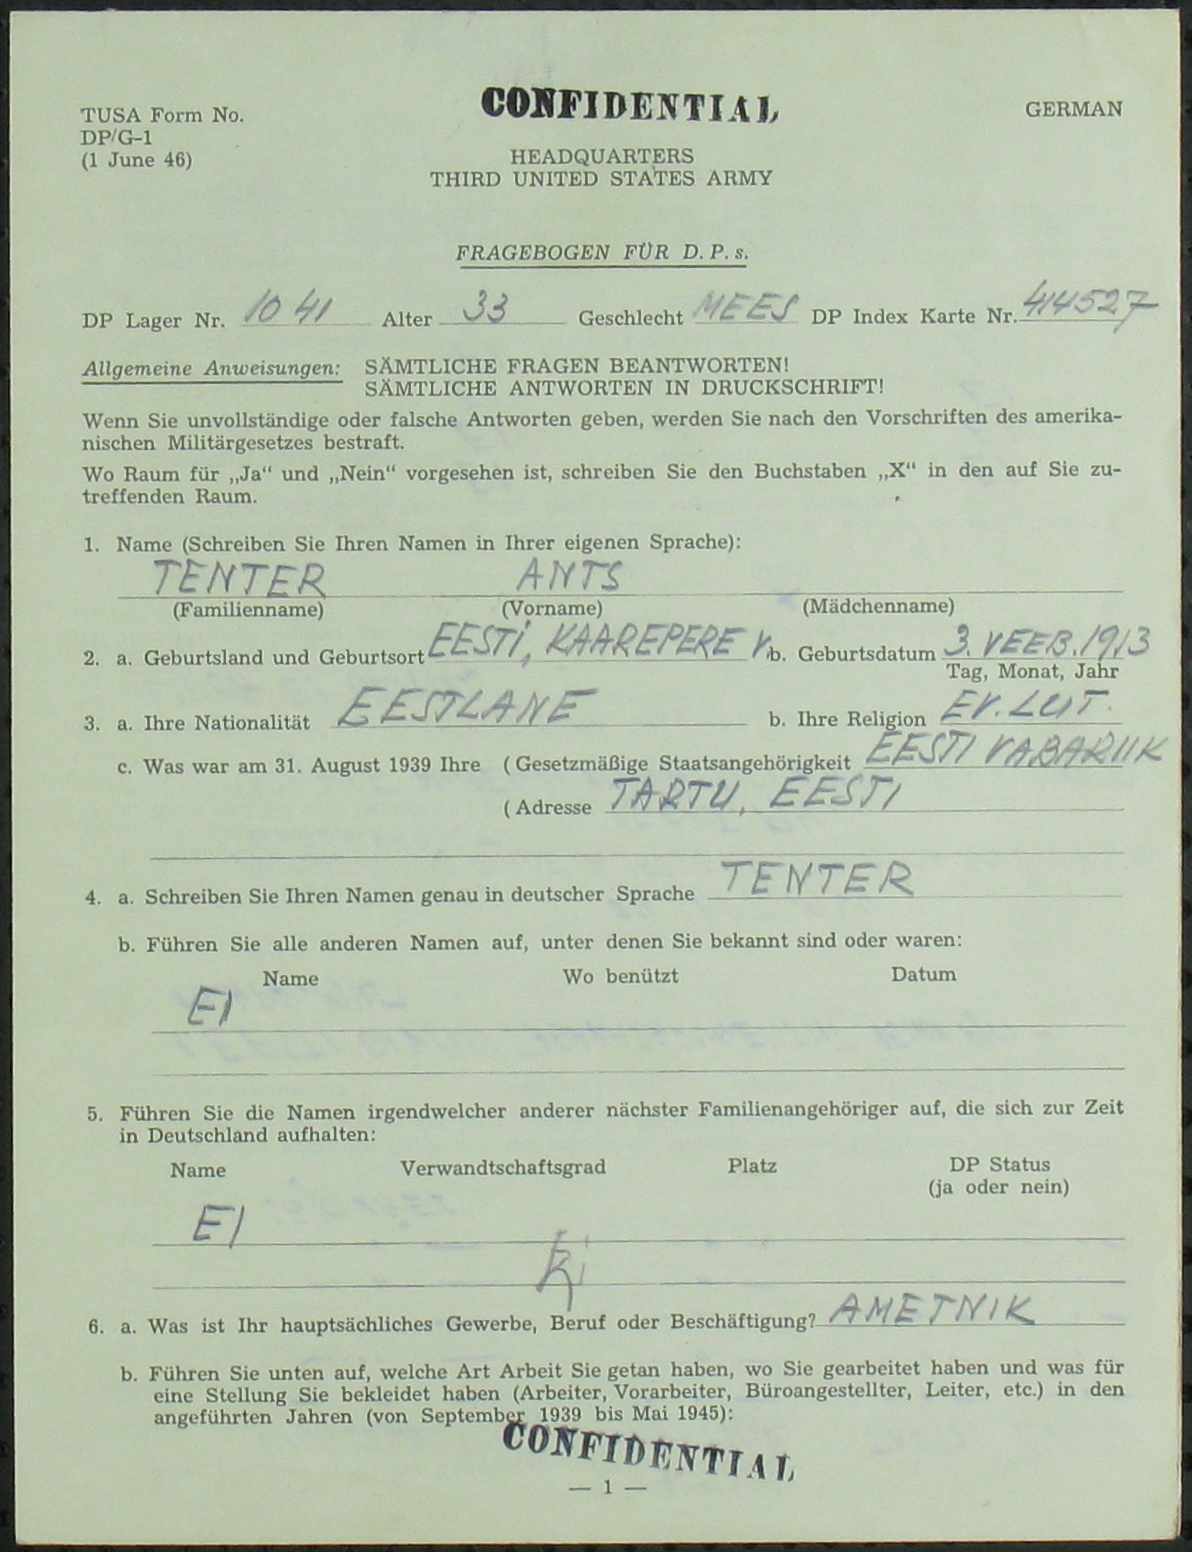 TUSA Form No.
DP/G-1
(1 June 46)
CONFIDENTIAL
GERMAN
HEADQUARTERS
THIRD UNITED STATES ARMY
FRAGEBOGEN FÜR D. P. s.
DP Lager Nr. 1041 Alter 33 Geschlecht MEES DP Index Karte Nr. 414527
Allgemeine Anweisungen: SÄMTLICHE FRAGEN BEANTWORTEN!
SÄMTLICHE ANTWORTEN IN DRUCKSCHRIFT!
Wenn Sie unvollständige oder falsche Antworten geben, werden Sie nach den Vorschriften des amerika-
nischen Militärgesetzes bestraft.
Wo Raum für „Ja“ und „Nein“ vorgesehen ist, schreiben Sie den Buchstaben „X“ in den auf Sie zu-
treffenden Raum.
1. Name (Schreiben Sie Ihren Namen in Ihrer eigenen Sprache):
TENTER ANTS
(Familienname) (Vorname) (Mädchenname)
2. a. Geburtsland und Geburtsort EESTI, KAAREPERE V. b. Geburtsdatum 3. VEEB. 1913
Tag, Monat, Jahr
3. a. Ihre Nationalität EESTLANE b. Ihre Religion EV. LUT.
c. Was war am 31. August 1939 Ihre ( Gesetzmäßige Staatsangehörigkeit EESTI VABARIIK
( Adresse TARTU, EESTI
4. a. Schreiben Sie Ihren Namen genau in deutscher Sprache TENTER
b. Führen Sie alle anderen Namen auf, unter denen Sie bekannt sind oder waren:
Name Wo benützt Datum
EI
5. Führen Sie die Namen irgendwelcher anderer nächster Familienangehöriger auf, die sich zur Zeit
in Deutschland aufhalten:
Name Verwandtschaftsgrad Platz DP Status
(ja oder nein)
EI
6. a. Was ist Ihr hauptsächliches Gewerbe, Beruf oder Beschäftigung? AMETNIK
b. Führen Sie unten auf, welche Art Arbeit Sie getan haben, wo Sie gearbeitet haben und was für
eine Stellung Sie bekleidet haben (Arbeiter, Vorarbeiter, Büroangestellter, Leiter, etc.) in den
angeführten Jahren (von September 1939 bis Mai 1945):
CONFIDENTIAL
— 1 —